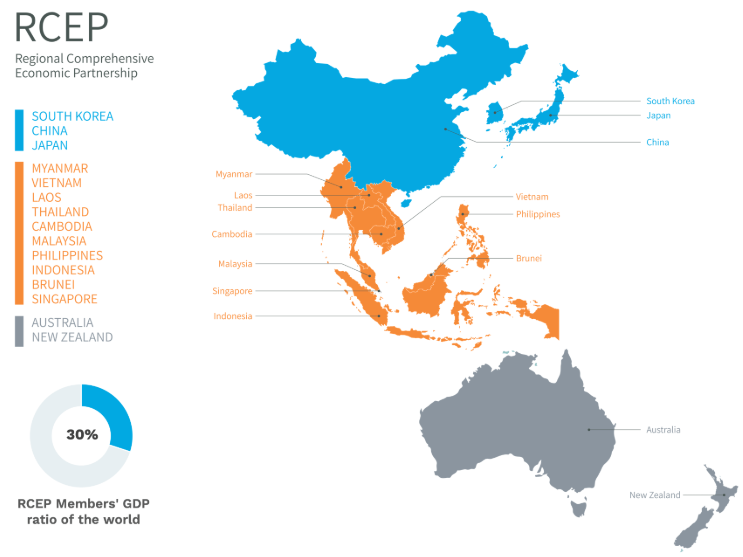 RCEP
Regional Comprehensive
Economic Partnership
SOUTH KOREA
CHINA
JAPAN
MYANMAR
VIETNAM
LAOS
THAILAND
CAMBODIA
MALAYSIA
PHILIPPINES
INDONESIA
BRUNEI
SINGAPORE
AUSTRALIA
NEW ZEALAND
30%
RCEP Members' GDP
ratio of the world
South Korea
Japan
China
Myanmar
Laos
Thailand
Cambodia
Malaysia
Singapore
Indonesia
Vietnam
Philippines
Brunei
Australia
New Zealand